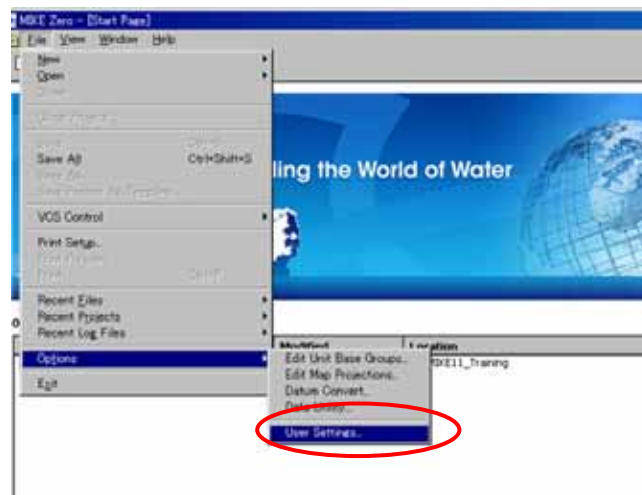 MIKE Zero - [Start Page]
File View Window Help
New
Open
Save All Ctrl+Shift+S
VCS Control
Print Setup..
Recent Files
Recent Projects
Recent Log Files
Options
Exit
ling the World of Water
Modified Location
MIKE11_Training
Edit Unit Base Groups..
Edit Map Projections..
Datum Convert..
Data Utility..
User Settings..